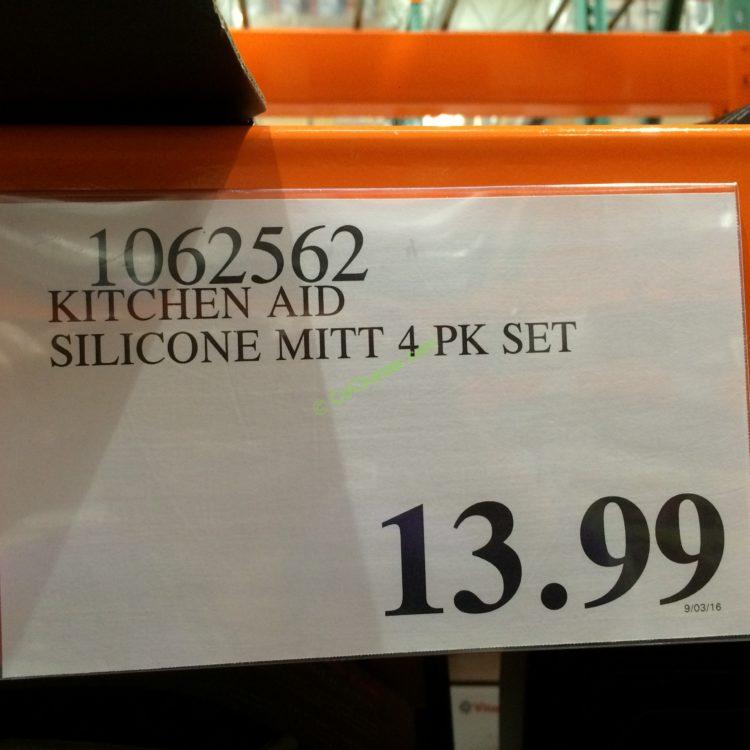 1062562
KITCHEN AID
SILICONE MITT 4 PK SET
13.99
9/03/16